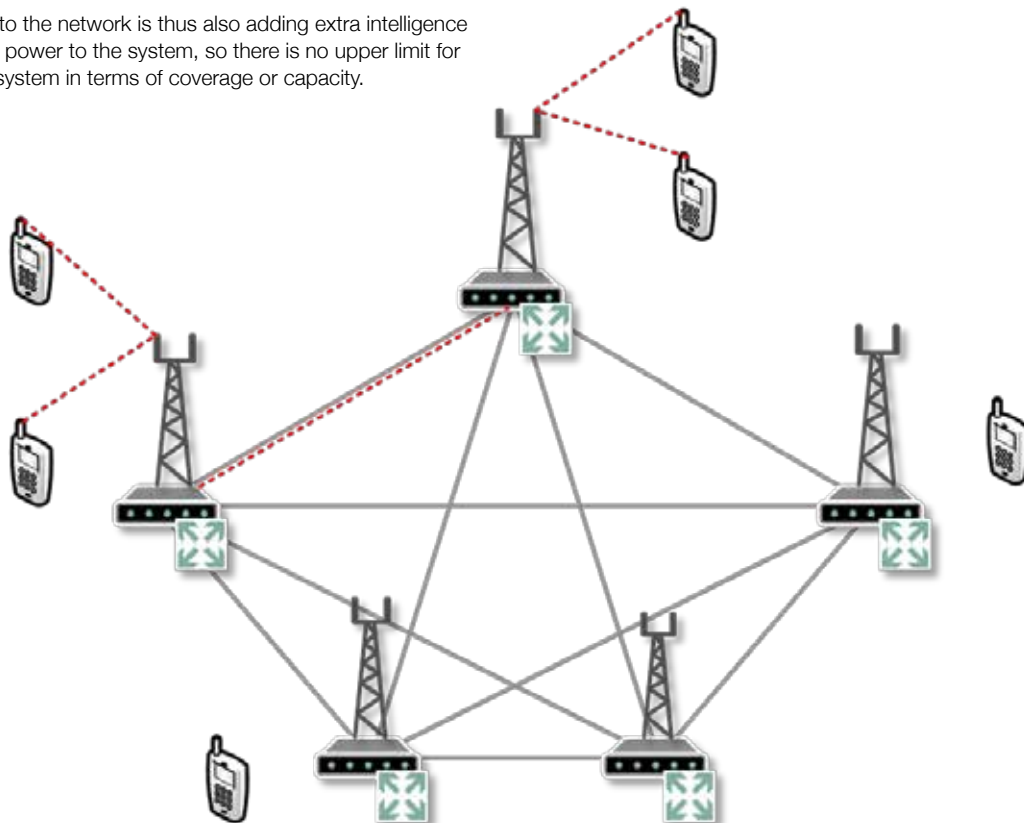 to the network is thus also adding extra intelligence
power to the system, so there is no upper limit for
system in terms of coverage or capacity.